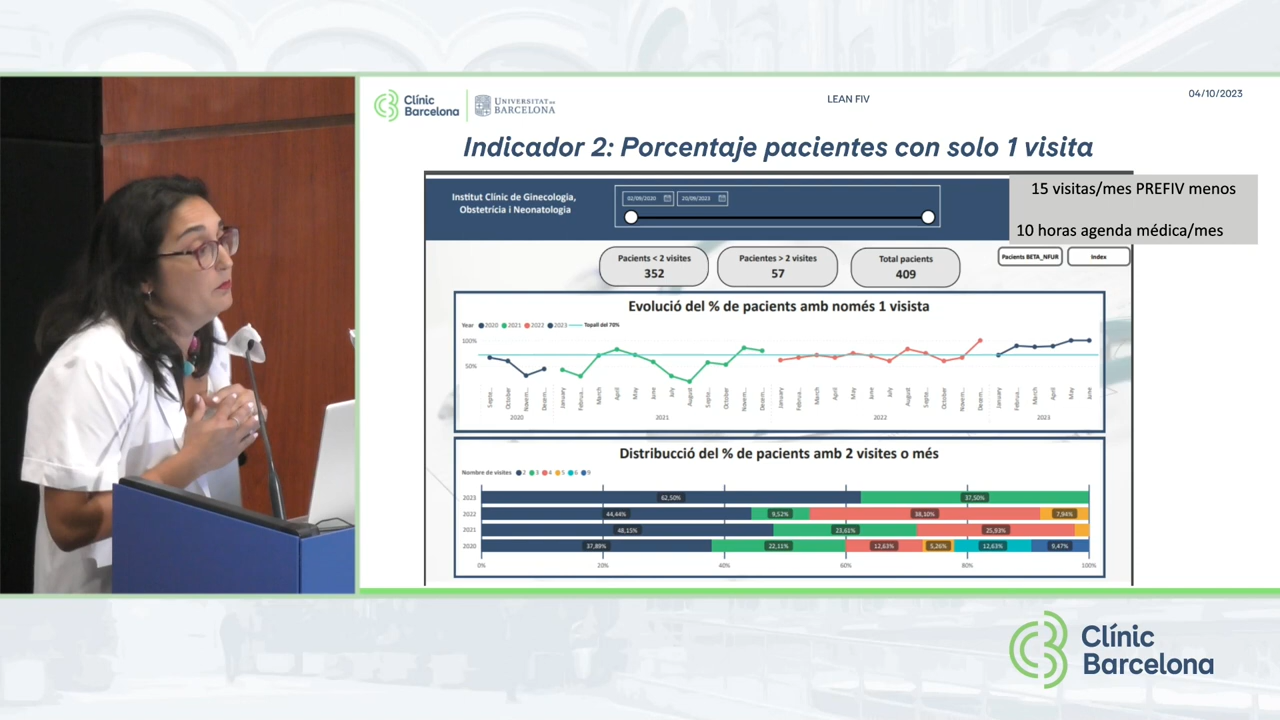 Clínic
Barcelona
UNIVERSITAT DE
BARCELONA
LEAN FIV
04/10/2023
Indicador 2: Porcentaje pacientes con solo 1 visita
15 visitas/mes PREFIV menos
10 horas agenda médica/mes
Institut Clínic de Ginecologia,
Obstetrícia i Neonatologia
02/09/2020
20/09/2023
Pacients < 2 visites
352
Pacientes > 2 visites
57
Total pacients
409
Pacients BETA_NFUR
Index
Evolució del % de pacients amb només 1 visista
Year 2020 2021 2022 2023 Topall del 70%
100%
50%
Septe... October Novem... Decem... January Februa... March April May June July August Septe... October Novem... Decem... January Februa... March April May June July August Septe... October Novem... Decem... January Februa... March April May June
2020 2021 2022 2023
Distribucció del % de pacients amb 2 visites o més
Nombre de visites 2 3 4 5 6 9
2023 62,50% 37,50%
2022 44,44% 9,52% 38,10% 7,94%
2021 48,15% 23,61% 25,93%
2020 37,89% 22,11% 12,63% 5,26% 12,63% 9,47%
0% 20% 40% 60% 80% 100%
Clínic
Barcelona